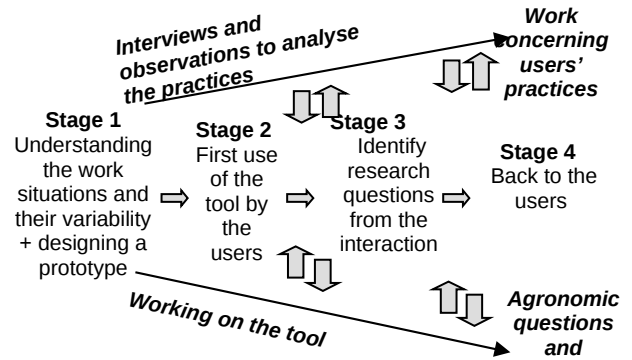 Interviews and
observations to analyse
the practices
Work
concerning
users'
practices
Stage 1
Understanding
the work
situations and
their variability
+ designing a
prototype
Stage 2
First use
of the
tool by
the
users
Stage 3
Identify
research
questions
from the
interaction
Stage 4
Back to the
users
Working on the tool
Agronomic
questions
and